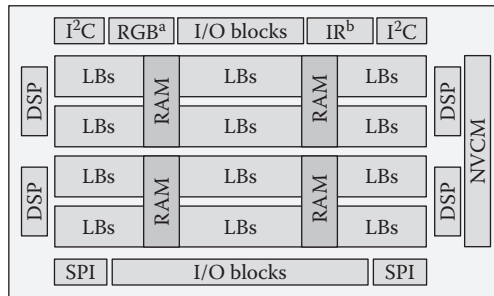 I²C RGBᵃ I/O blocks IRᵇ I²C
DSP LBs RAM LBs RAM LBs DSP NVCM
LBs LBs LBs
DSP LBs RAM LBs RAM LBs DSP
LBs LBs LBs
SPI I/O blocks SPI